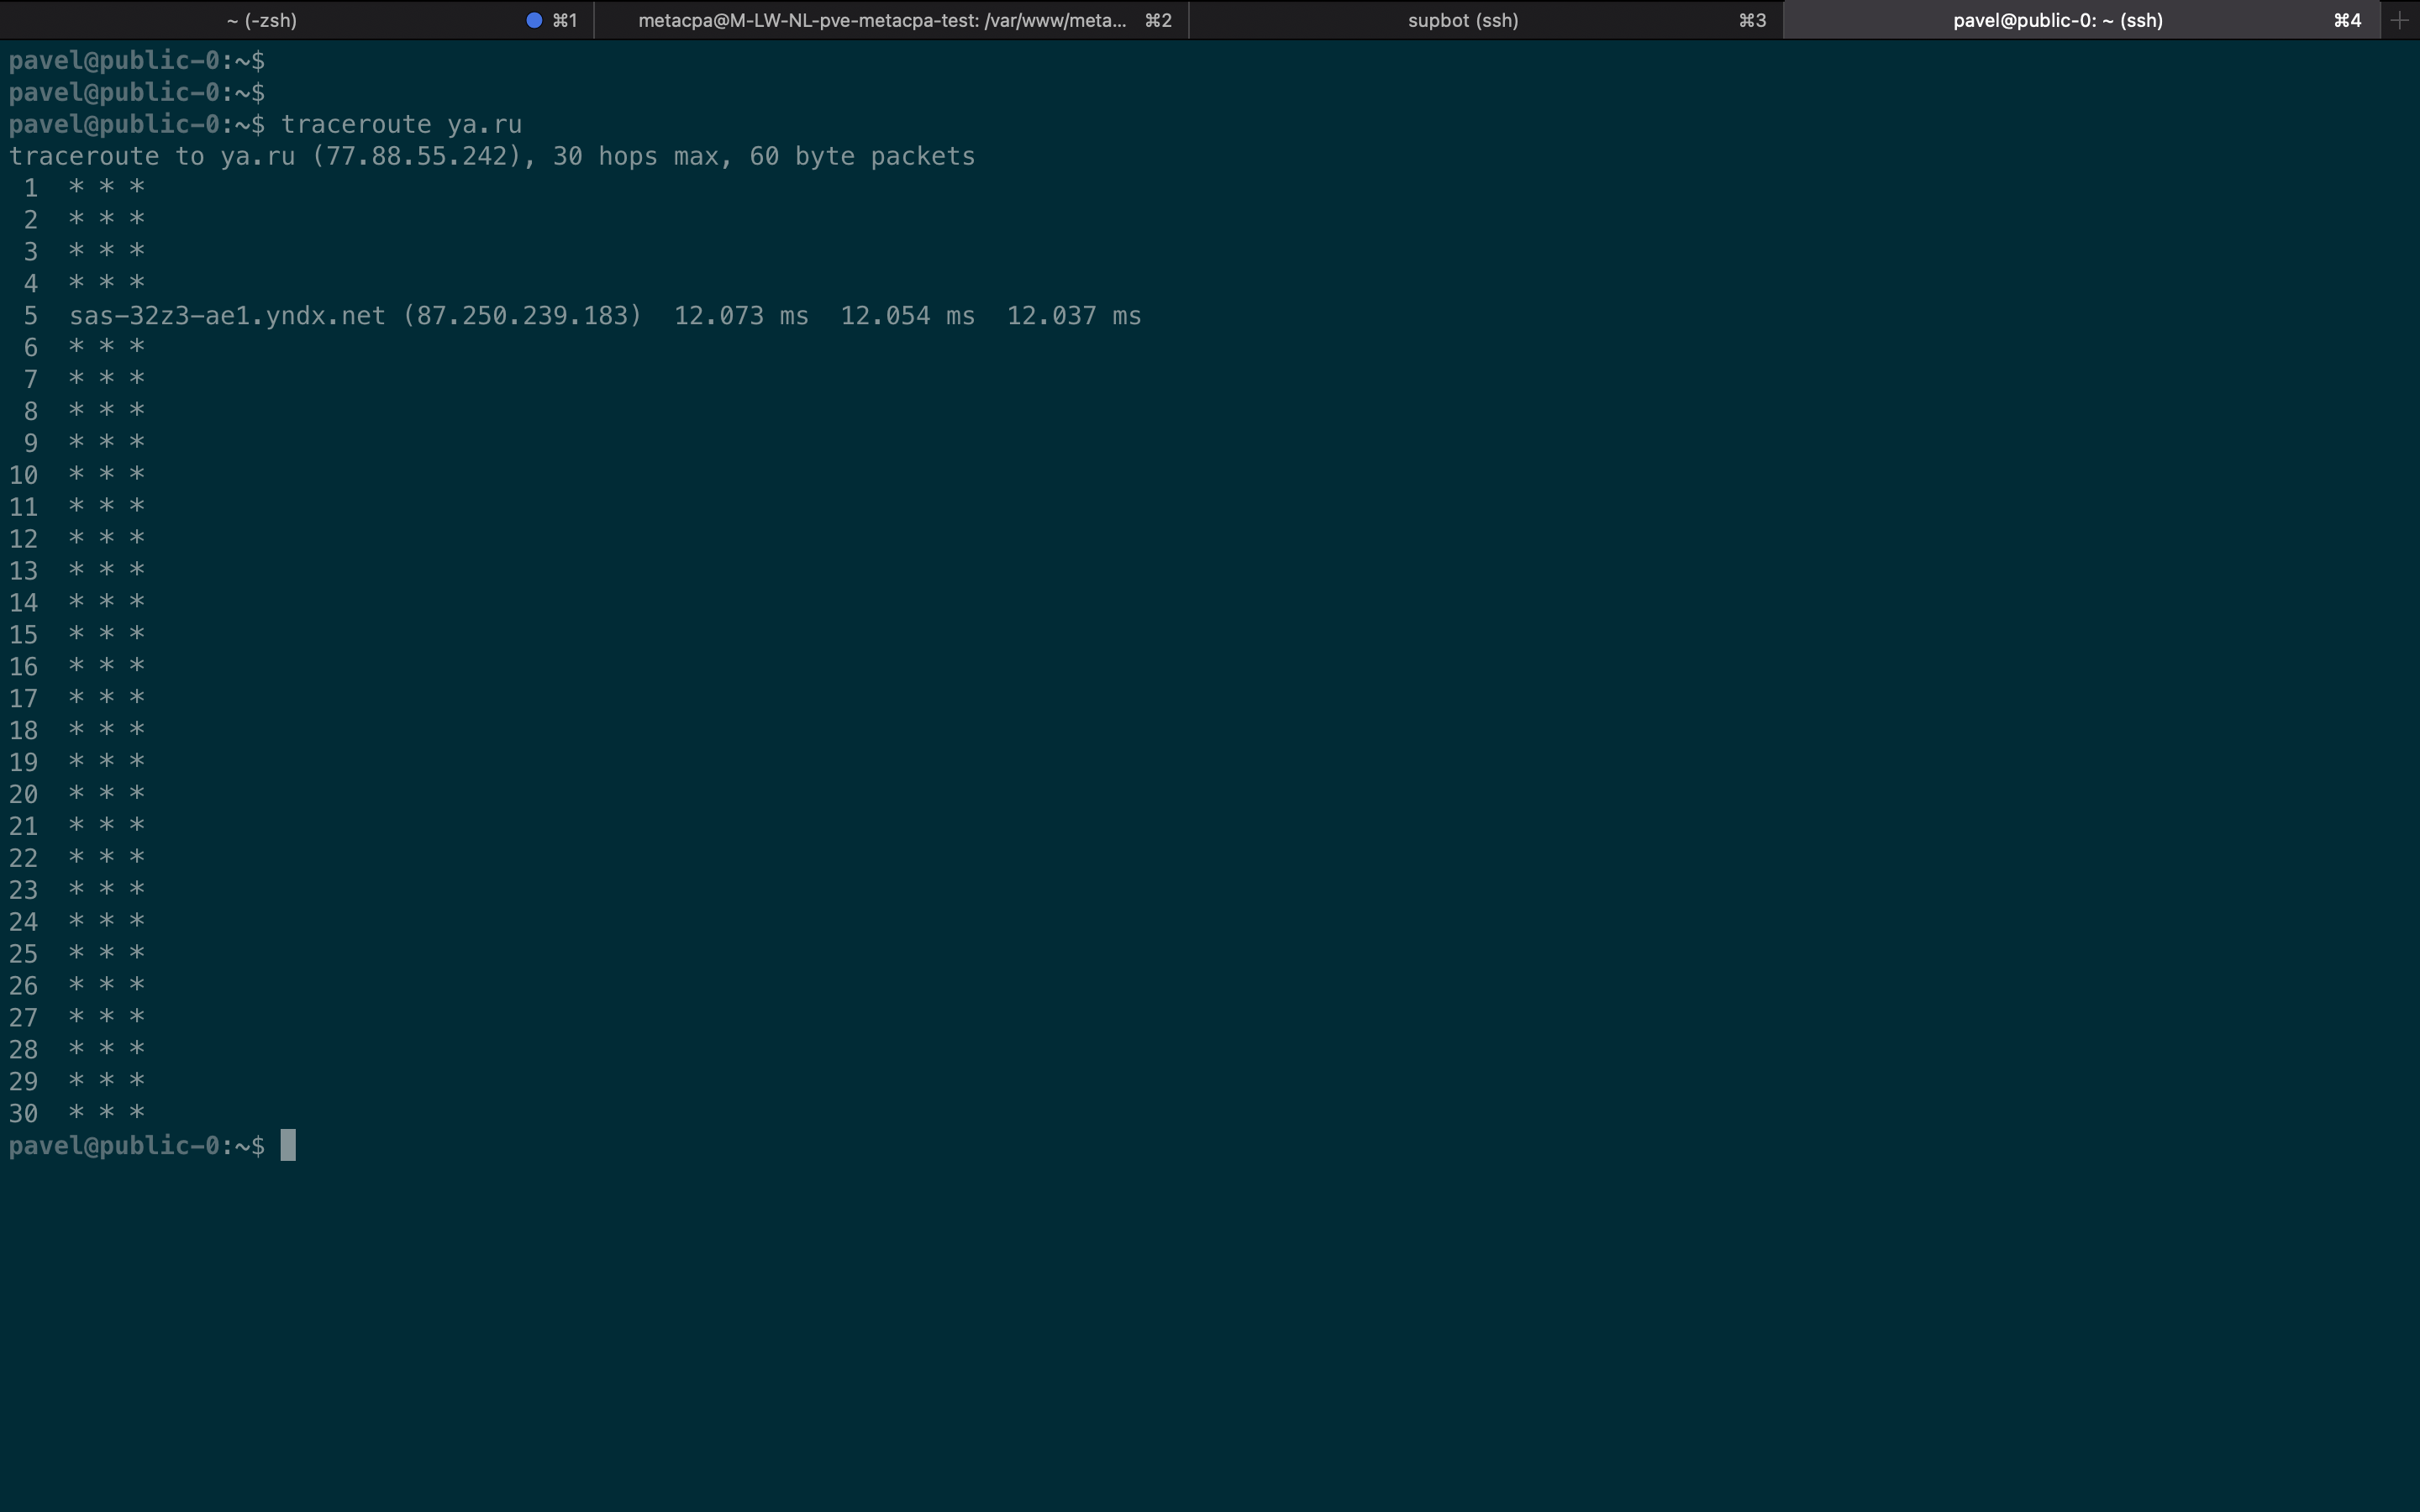 ~ (-zsh) ⌘1 metacpa@M-LW-NL-pve-metacpa-test: /var/www/meta... ⌘2 supbot (ssh) ⌘3 pavel@public-0: ~ (ssh) ⌘4
pavel@public-0:~$
pavel@public-0:~$
pavel@public-0:~$ traceroute ya.ru
traceroute to ya.ru (77.88.55.242), 30 hops max, 60 byte packets
 1  * * *
 2  * * *
 3  * * *
 4  * * *
 5  sas-32z3-ae1.yndx.net (87.250.239.183)  12.073 ms  12.054 ms  12.037 ms
 6  * * *
 7  * * *
 8  * * *
 9  * * *
10  * * *
11  * * *
12  * * *
13  * * *
14  * * *
15  * * *
16  * * *
17  * * *
18  * * *
19  * * *
20  * * *
21  * * *
22  * * *
23  * * *
24  * * *
25  * * *
26  * * *
27  * * *
28  * * *
29  * * *
30  * * *
pavel@public-0:~$